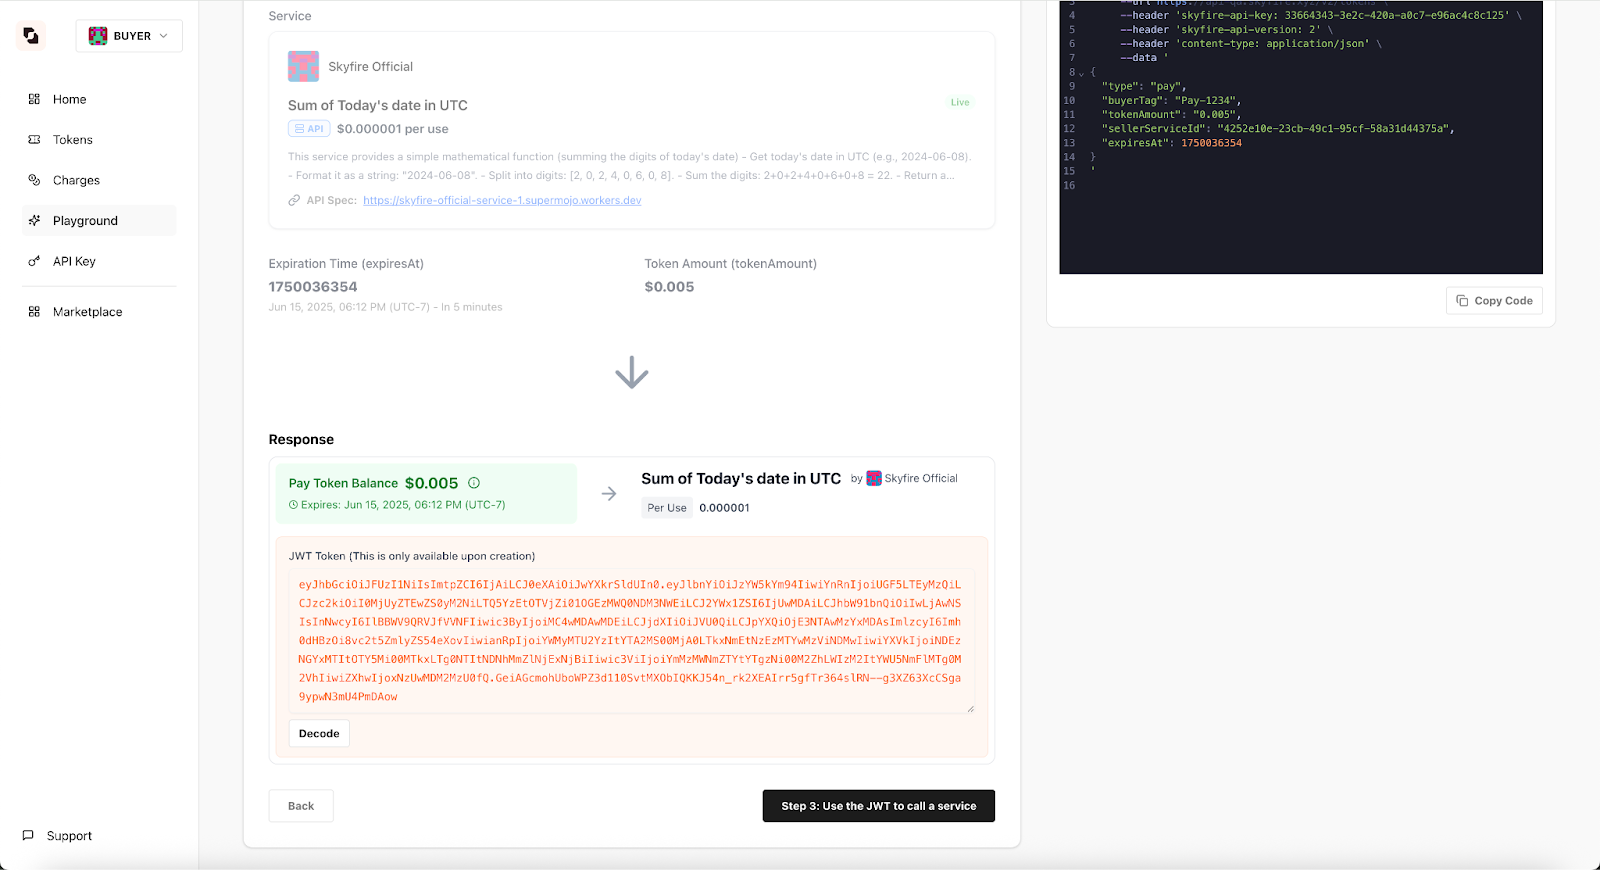 BUYER
Home
Tokens
Charges
Playground
API Key
Marketplace
Support
Service
Skyfire Official
Sum of Today's date in UTC
Live
API $0.000001 per use
This service provides a simple mathematical function (summing the digits of today's date) – Get today's date in UTC (e.g., 2024-06-08).
- Format it as a string: "2024-06-08". - Split into digits: [2, 0, 2, 4, 0, 6, 0, 8]. - Sum the digits: 2+0+2+4+0+6+0+8 = 22. - Return a...
API Spec: https://skyfire-official-service-1.supermojo.workers.dev
Expiration Time (expiresAt)
1750036354
Jun 15, 2025, 06:12 PM (UTC-7) - In 5 minutes
Token Amount (tokenAmount)
$0.005
Response
Pay Token Balance $0.005
Expires: Jun 15, 2025, 06:12 PM (UTC-7)
Sum of Today's date in UTC by Skyfire Official
Per Use 0.000001
JWT Token (This is only available upon creation)
Decode
Back
Step 3: Use the JWT to call a service
4 --header 'skyfire-api-key: 33664343-3e2c-420a-a0c7-e96ac4c8c125' \
5 --header 'skyfire-api-version: 2' \
6 --header 'content-type: application/json' \
7 --data '
8 {
9 "type": "pay",
10 "buyerTag": "Pay-1234",
11 "tokenAmount": "0.005",
12 "sellerServiceId": "4252e10e-23cb-49c1-95cf-58a31d44375a",
13 "expiresAt": 1750036354
14 }
15 '
16
Copy Code